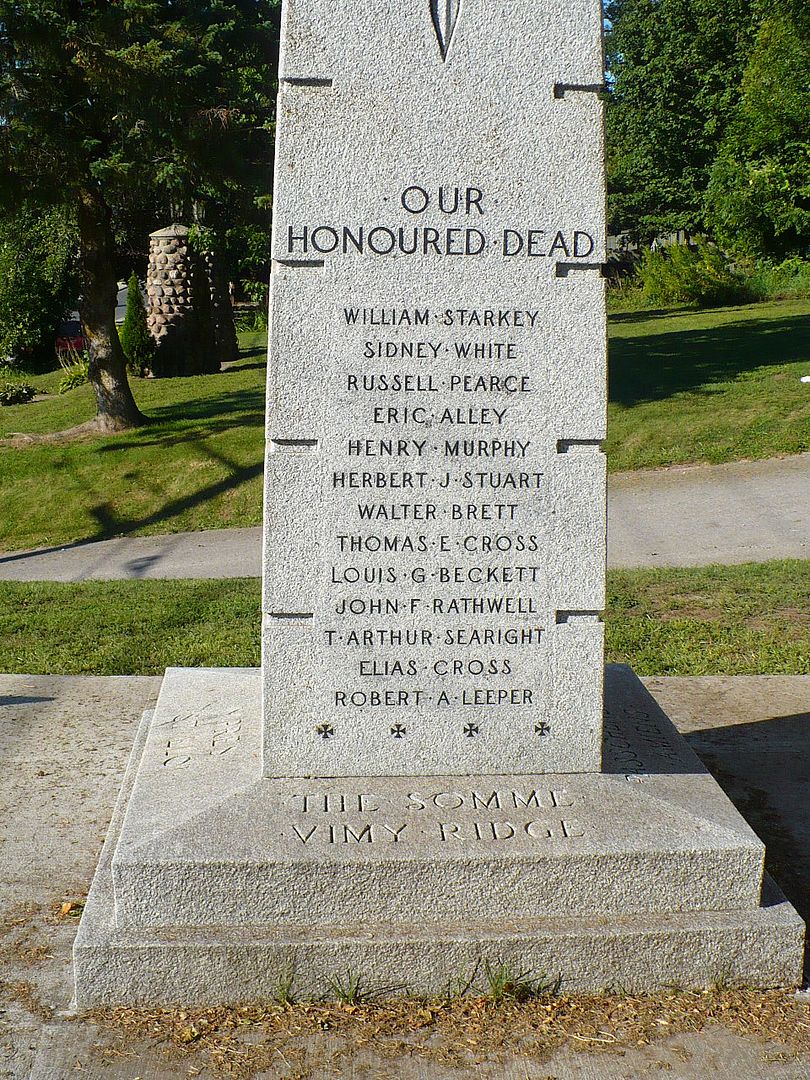 ·OUR·
HONOURED·DEAD
WILLIAM·STARKEY
SIDNEY·WHITE
RUSSELL·PEARCE
ERIC·ALLEY
HENRY·MURPHY
HERBERT·J·STUART
WALTER·BRETT
THOMAS·E·CROSS
LOUIS·G·BECKETT
JOHN·F·RATHWELL
T·ARTHUR·SEARIGHT
ELIAS·CROSS
ROBERT·A·LEEPER
·THE·SOMME·
·VIMY·RIDGE·